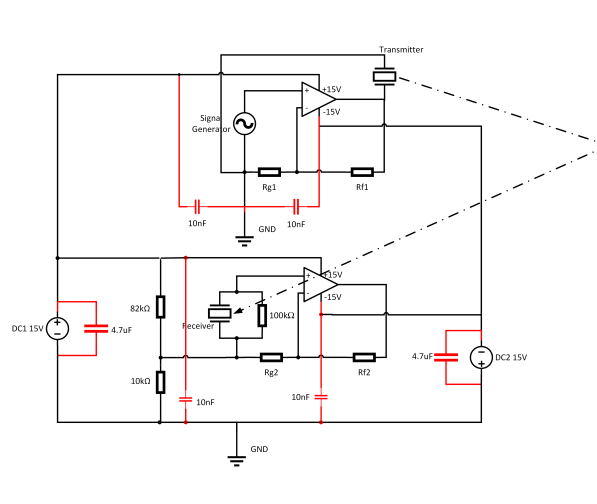 Transmitter
+
+15V
-
-15V
Signal
Generator
Rg1
Rf1
10nF
10nF
GND
+
+15V
-
-15V
82kΩ
Receiver
100kΩ
DC1 15V
+
-
4.7uF
10kΩ
Rg2
Rf2
4.7uF
-
+
DC2 15V
10nF
10nF
GND